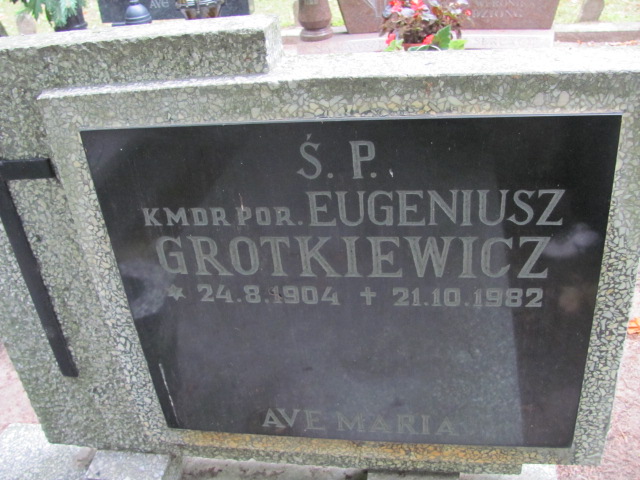 Ś. P.
KMDR POR. EUGENIUSZ
GROTKIEWICZ
* 24.8.1904 + 21.10.1982
AVE MARIA